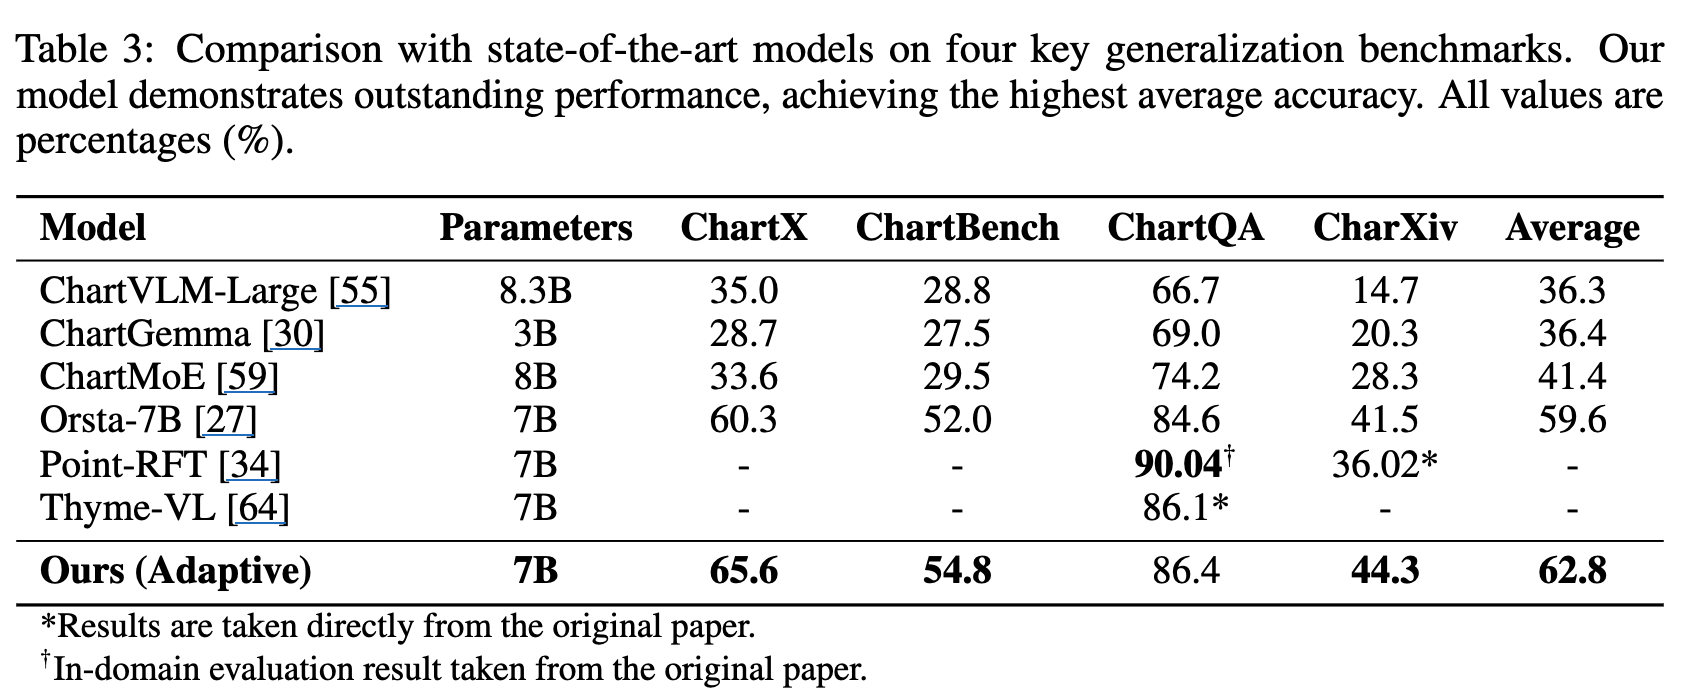 Table 3: Comparison with state-of-the-art models on four key generalization benchmarks. Our
model demonstrates outstanding performance, achieving the highest average accuracy. All values are
percentages (%).
Model Parameters ChartX ChartBench ChartQA CharXiv Average
ChartVLM-Large [55] 8.3B 35.0 28.8 66.7 14.7 36.3
ChartGemma [30] 3B 28.7 27.5 69.0 20.3 36.4
ChartMoE [59] 8B 33.6 29.5 74.2 28.3 41.4
Orsta-7B [27] 7B 60.3 52.0 84.6 41.5 59.6
Point-RFT [34] 7B - - 90.04† 36.02* -
Thyme-VL [64] 7B - - 86.1* - -
Ours (Adaptive) 7B 65.6 54.8 86.4 44.3 62.8
*Results are taken directly from the original paper.
†In-domain evaluation result taken from the original paper.